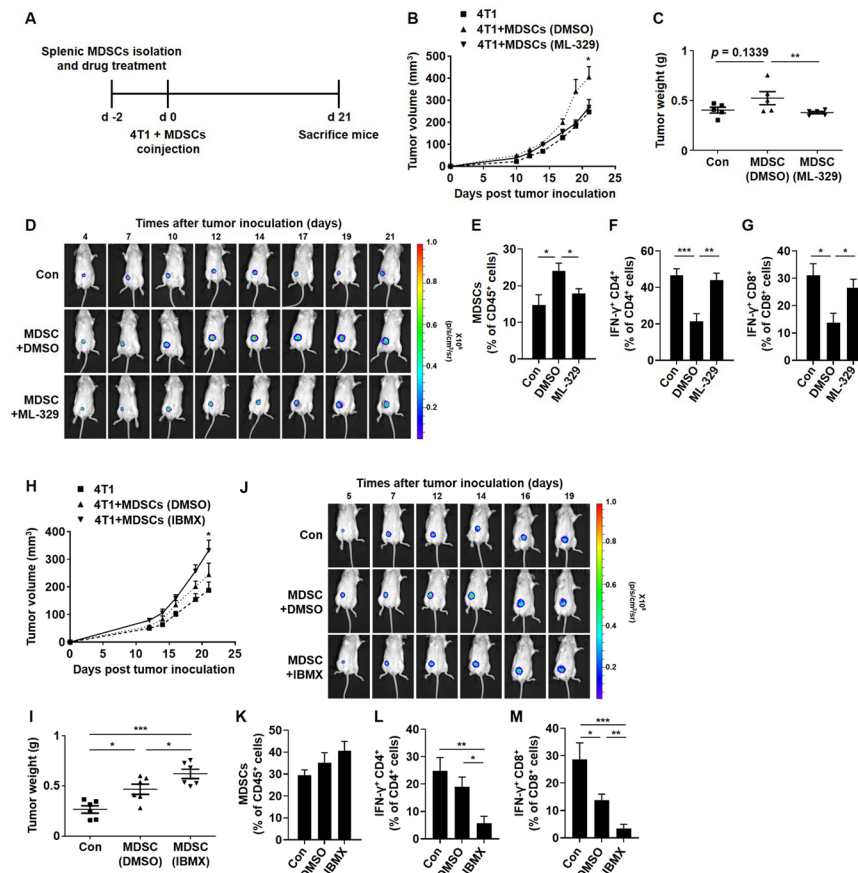 A
Splenic MDSCs isolation
and drug treatment
d -2
d 0
d 21
4T1 + MDSCs
coinjection
Sacrifice mice
B
4T1
4T1+MDSCs (DMSO)
4T1+MDSCs (ML-329)
Tumor volume (mm³)
500
400
300
200
100
0
*
0 5 10 15 20 25
Days post tumor inoculation
C
Tumor weight (g)
1
0.5
0
p = 0.1339
**
Con
MDSC
(DMSO)
MDSC
(ML-329)
D
Times after tumor inoculation (days)
4 7 10 12 14 17 19 21
Con
MDSC
+DMSO
MDSC
+ML-329
1.0
0.8
0.6
0.4
0.2
(p/s/cm²/sr)
E
MDSCs
(% of CD45⁺ cells)
30
20
10
0
* *
Con
DMSO
ML-329
F
IFN-γ⁺ CD4⁺
(% of CD4⁺ cells)
60
40
20
0
*** **
Con
DMSO
ML-329
G
IFN-γ⁺ CD8⁺
(% of CD8⁺ cells)
40
30
20
10
0
* *
Con
DMSO
ML-329
H
4T1
4T1+MDSCs (DMSO)
4T1+MDSCs (IBMX)
Tumor volume (mm³)
400
300
200
100
0
*
0 5 10 15 20 25
Days post tumor inoculation
J
Times after tumor inoculation (days)
5 7 12 14 16 19
Con
MDSC
+DMSO
MDSC
+IBMX
1.0
0.8
0.6
0.4
0.2
(p/s/cm²/sr)
I
Tumor weight (g)
1
0.5
0
***
* *
Con
MDSC
(DMSO)
MDSC
(IBMX)
K
MDSCs
(% of CD45⁺ cells)
50
40
30
20
10
0
Con
DMSO
IBMX
L
IFN-γ⁺ CD4⁺
(% of CD4⁺ cells)
40
30
20
10
0
**
*
Con
DMSO
IBMX
M
IFN-γ⁺ CD8⁺
(% of CD8⁺ cells)
40
30
20
10
0
***
* **
Con
DMSO
IBMX